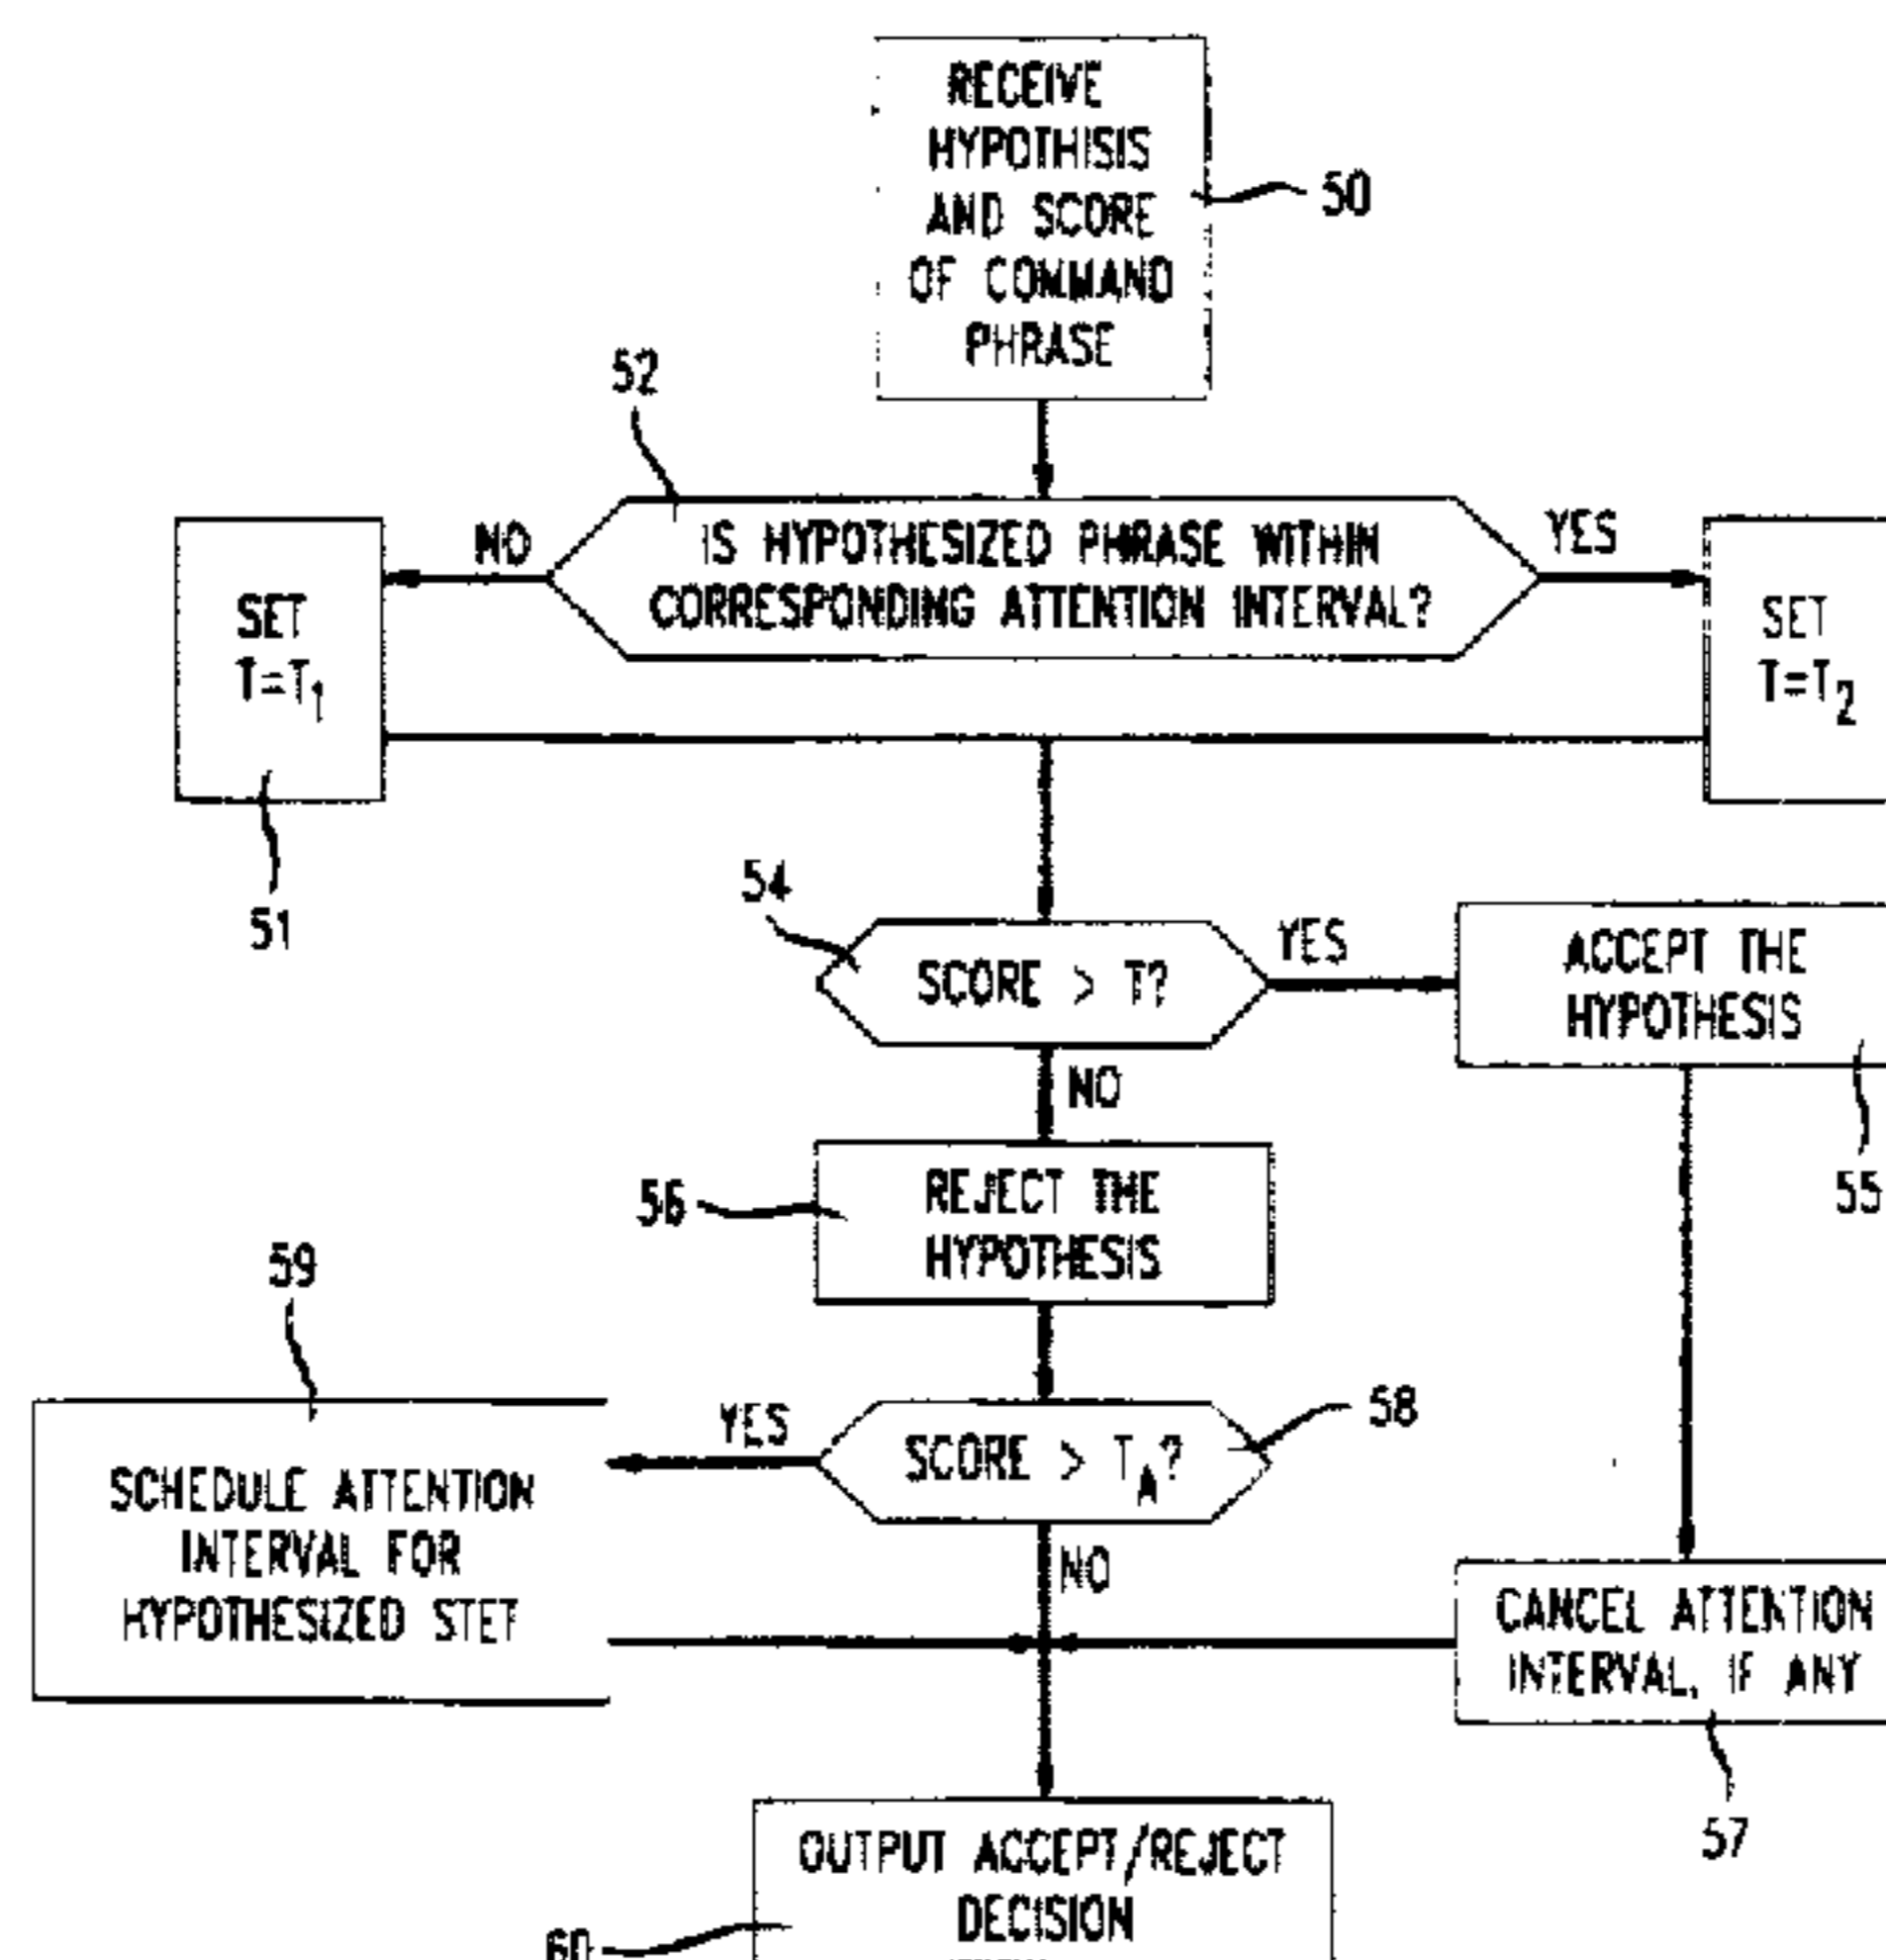 RECEIVE
HYPOTHISIS
AND SCORE
OF COMMAND
PHRASE
50
52
NO
IS HYPOTHESIZED PHRASE WITHIN
CORRESPONDING ATTENTION INTERVAL?
YES
SET
T=T1
SET
T=T2
51
54
SCORE > T?
YES
ACCEPT THE
HYPOTHESIS
NO
55
56
REJECT THE
HYPOTHESIS
59
58
YES
SCORE > TA?
SCHEDULE ATTENTION
INTERVAL FOR
HYPOTHESIZED STET
NO
CANCEL ATTENTION
INTERVAL, IF ANY
57
OUTPUT ACCEPT/REJECT
DECISION
60